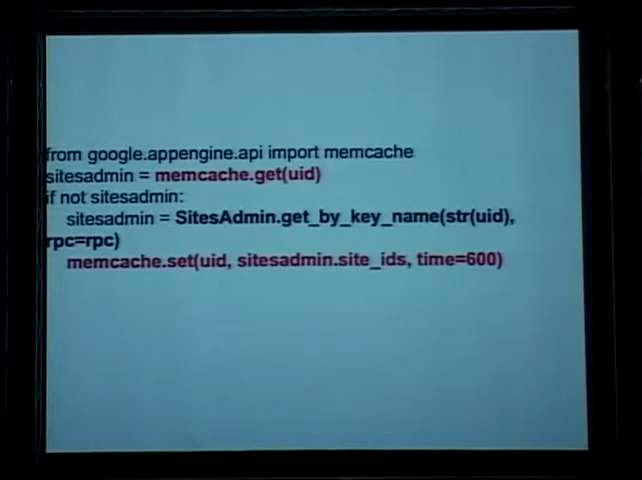 from google.appengine.api import memcache
sitesadmin = memcache.get(uid)
if not sitesadmin:
sitesadmin = SitesAdmin.get_by_key_name(str(uid),
rpc=rpc)
memcache.set(uid, sitesadmin.site_ids, time=600)